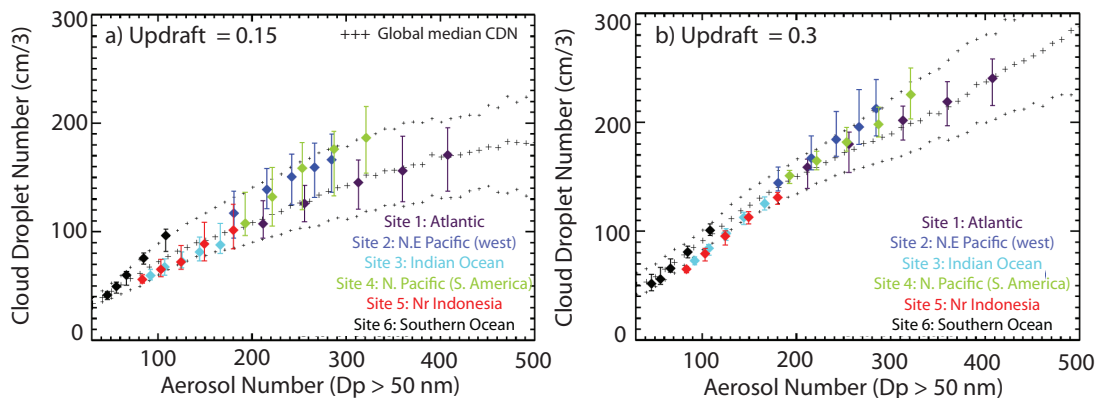 300
200
100
0
Cloud Droplet Number (cm/3)
a) Updraft = 0.15
+++ Global median CDN
Site 1: Atlantic
Site 2: N.E Pacific (west)
Site 3: Indian Ocean
Site 4: N. Pacific (S. America)
Site 5: Nr Indonesia
Site 6: Southern Ocean
100 200 300 400 500
Aerosol Number (Dp > 50 nm)
300
200
100
0
Cloud Droplet Number (cm/3)
b) Updraft = 0.3
Site 1: Atlantic
Site 2: N.E Pacific (west)
Site 3: Indian Ocean
Site 4: N. Pacific (S. America)
Site 5: Nr Indonesia
Site 6: Southern Ocean
100 200 300 400 500
Aerosol Number (Dp > 50 nm)